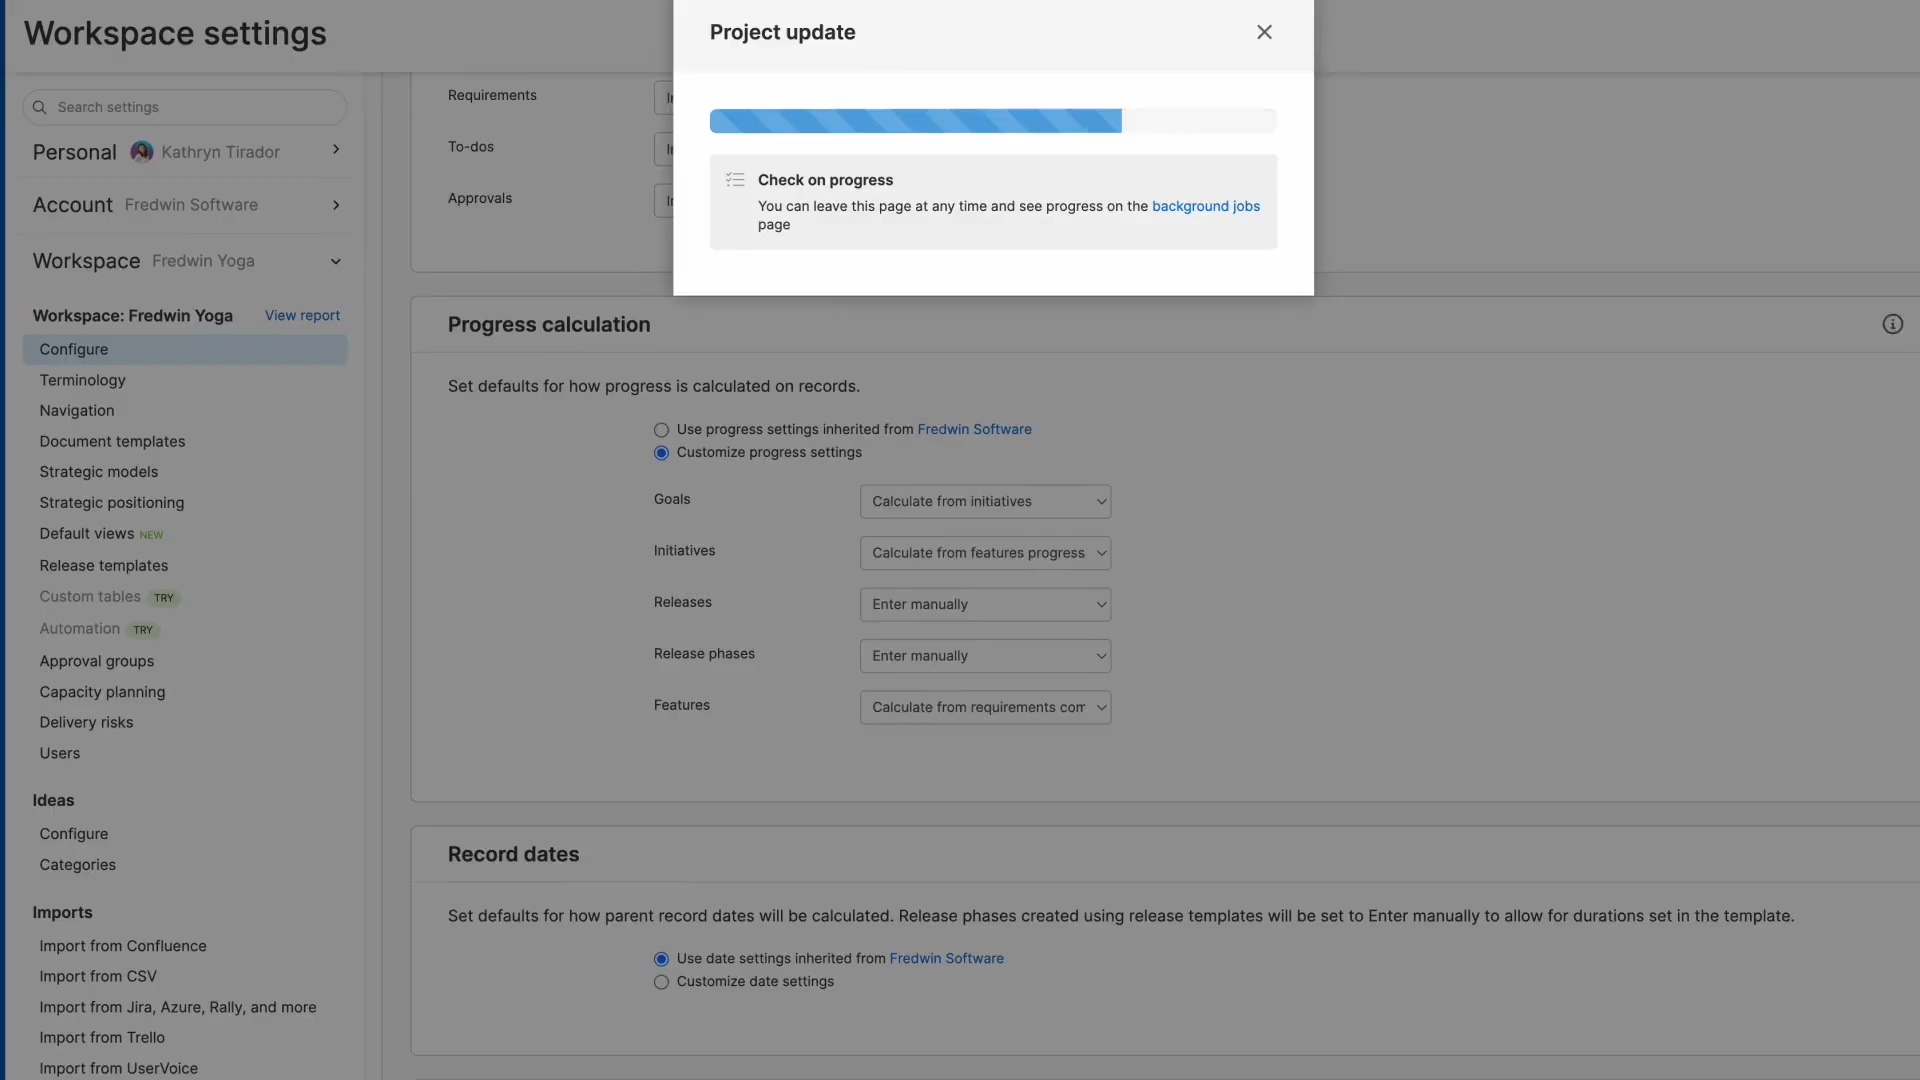 Workspace settings
Search settings
Personal Kathryn Tirador
Account Fredwin Software
Workspace Fredwin Yoga
Workspace: Fredwin Yoga View report
Configure
Terminology
Navigation
Document templates
Strategic models
Strategic positioning
Default views NEW
Release templates
Custom tables TRY
Automation TRY
Approval groups
Capacity planning
Delivery risks
Users
Ideas
Configure
Categories
Imports
Import from Confluence
Import from CSV
Import from Jira, Azure, Rally, and more
Import from Trello
Import from UserVoice
Requirements
To-dos
Approvals
Project update
Check on progress
You can leave this page at any time and see progress on the background jobs
page
Progress calculation
Set defaults for how progress is calculated on records.
Use progress settings inherited from Fredwin Software
Customize progress settings
Goals Calculate from initiatives
Initiatives Calculate from features progress
Releases Enter manually
Release phases Enter manually
Features Calculate from requirements com
Record dates
Set defaults for how parent record dates will be calculated. Release phases created using release templates will be set to Enter manually to allow for durations set in the template.
Use date settings inherited from Fredwin Software
Customize date settings